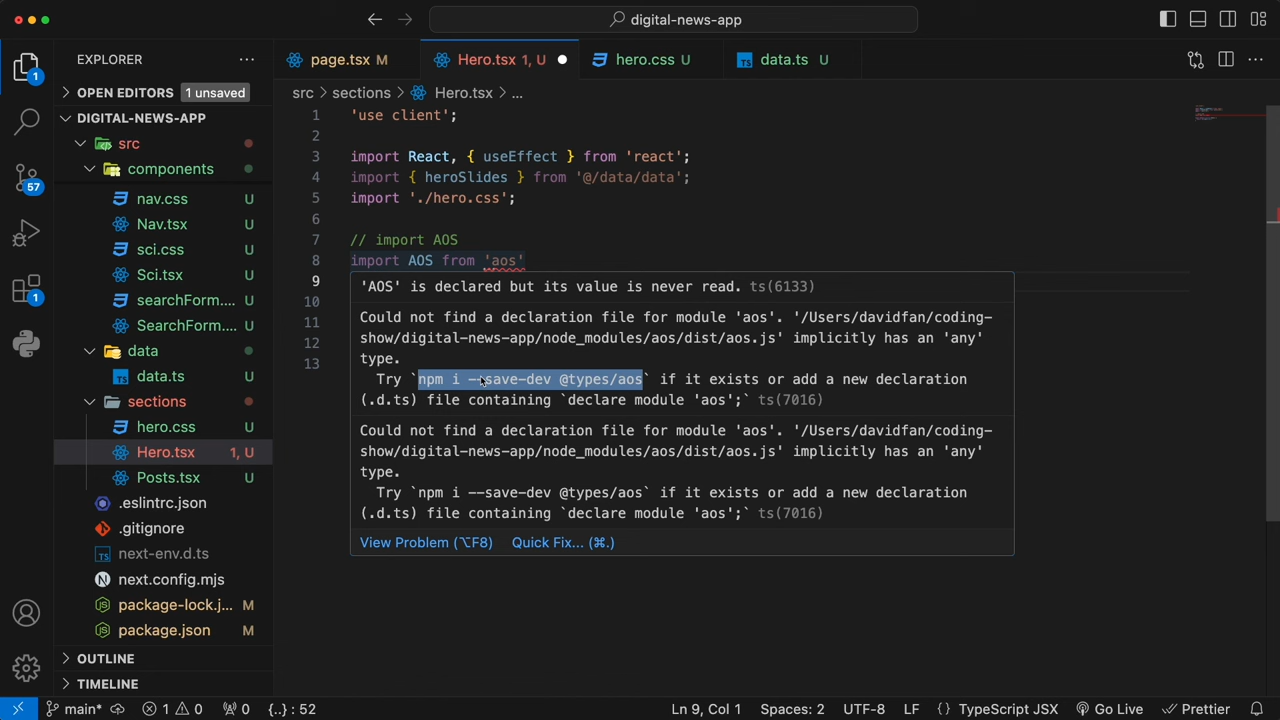 digital-news-app
EXPLORER
page.tsx M
Hero.tsx 1, U
hero.css U
data.ts U
1
OPEN EDITORS 1 unsaved
src > sections > Hero.tsx > ...
DIGITAL-NEWS-APP
src
components
nav.css U
57
Nav.tsx U
sci.css U
Sci.tsx U
searchForm.... U
1
SearchForm.... U
data
data.ts U
sections
hero.css U
Hero.tsx 1, U
Posts.tsx U
.eslintrc.json
.gitignore
next-env.d.ts
next.config.mjs
package-lock.j... M
package.json M
OUTLINE
TIMELINE
1 'use client';
2
3 import React, { useEffect } from 'react';
4 import { heroSlides } from '@/data/data';
5 import './hero.css';
6
7 // import AOS
8 import AOS from 'aos'
9
10
11
12
13
'AOS' is declared but its value is never read. ts(6133)
Could not find a declaration file for module 'aos'. '/Users/davidfan/coding-
show/digital-news-app/node_modules/aos/dist/aos.js' implicitly has an 'any'
type.
Try `npm i --save-dev @types/aos` if it exists or add a new declaration
(.d.ts) file containing `declare module 'aos';` ts(7016)
Could not find a declaration file for module 'aos'. '/Users/davidfan/coding-
show/digital-news-app/node_modules/aos/dist/aos.js' implicitly has an 'any'
type.
Try `npm i --save-dev @types/aos` if it exists or add a new declaration
(.d.ts) file containing `declare module 'aos';` ts(7016)
View Problem (⌥F8) Quick Fix... (⌘.)
main* 1 0 0 {..} : 52 Ln 9, Col 1 Spaces: 2 UTF-8 LF {} TypeScript JSX Go Live Prettier